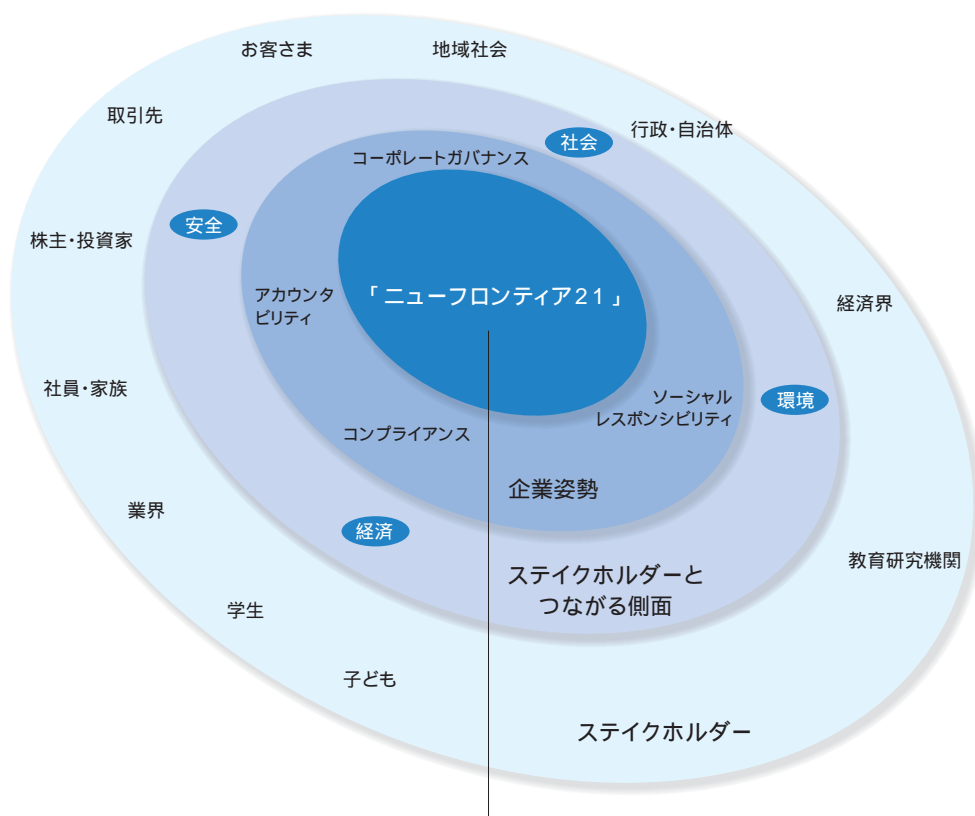 お客さま
地域社会
取引先
行政・自治体
社会
コーポレートガバナンス
安全
株主・投資家
「ニューフロンティア21」
アカウンタ
ビリティ
経済界
社員・家族
ソーシャル
レスポンシビリティ
環境
コンプライアンス
企業姿勢
業界
経済
教育研究機関
ステイクホルダーと
つながる側面
学生
子ども
ステイクホルダー